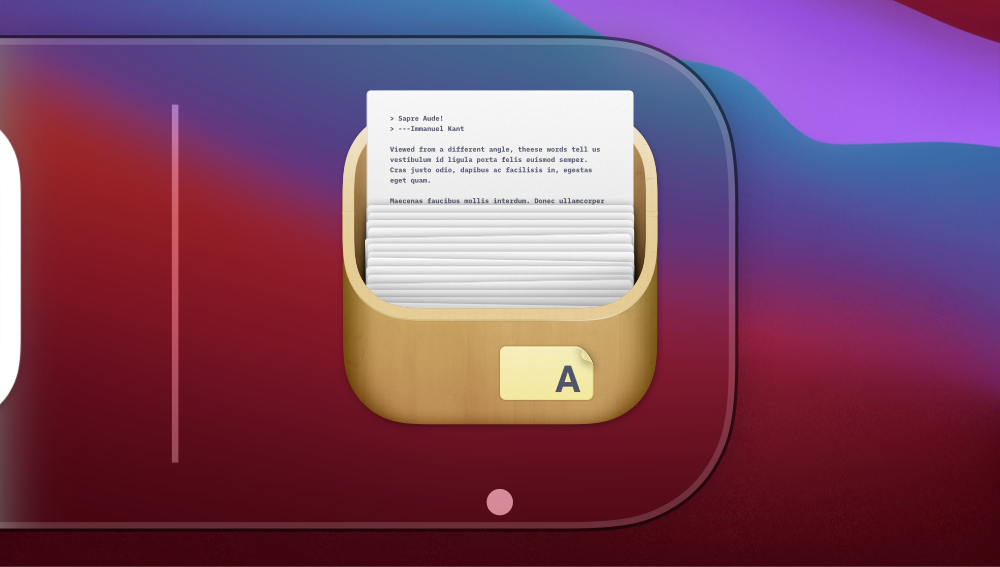 > Sapre Aude!
> ---Immanuel Kant
Viewed from a different angle, theese words tell us
vestibulum id ligula porta felis euismod semper.
Cras justo odio, dapibus ac facilisis in, egestas
eget quam.
Maecenas faucibus mollis interdum. Donec ullamcorper
A